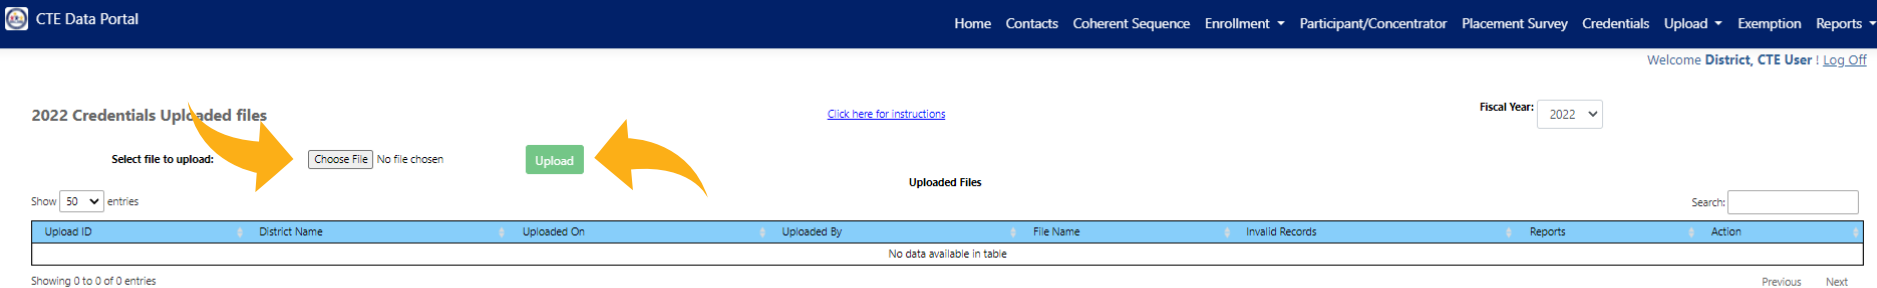 CTE Data Portal
Home Contacts Coherent Sequence Enrollment Participant/Concentrator Placement Survey Credentials Upload Exemption Reports
Welcome District, CTE User ! Log Off
2022 Credentials Uploaded files
Click here for instructions
Fiscal Year: 2022
Select file to upload: Choose File No file chosen Upload
Uploaded Files
Show 50 entries
Search:
Upload ID District Name Uploaded On Uploaded By File Name Invalid Records Reports Action
No data available in table
Showing 0 to 0 of 0 entries
Previous Next